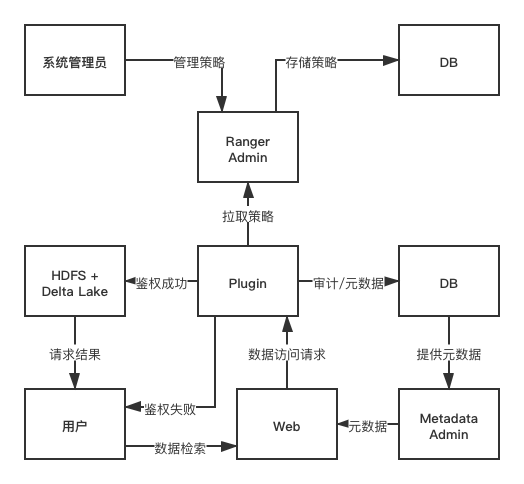 系统管理员
管理策略
存储策略
DB
Ranger
Admin
拉取策略
HDFS +
Delta Lake
鉴权成功
Plugin
审计/元数据
DB
请求结果
数据访问请求
提供元数据
鉴权失败
用户
数据检索
Web
元数据
Metadata
Admin